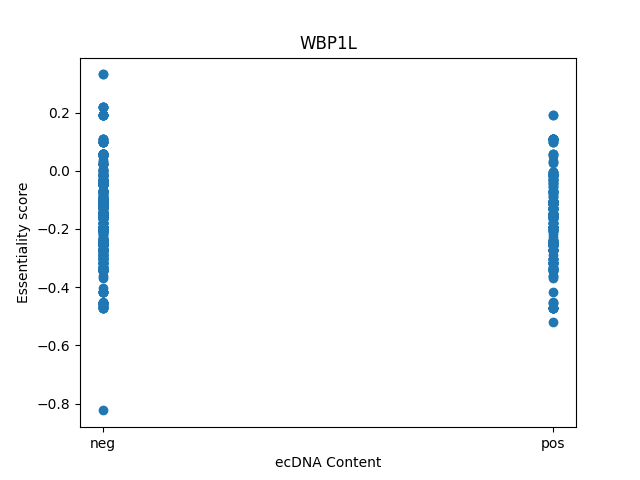 WBP1L
Essentiality score
0.2
0.0
−0.2
−0.4
−0.6
−0.8
neg
pos
ecDNA Content